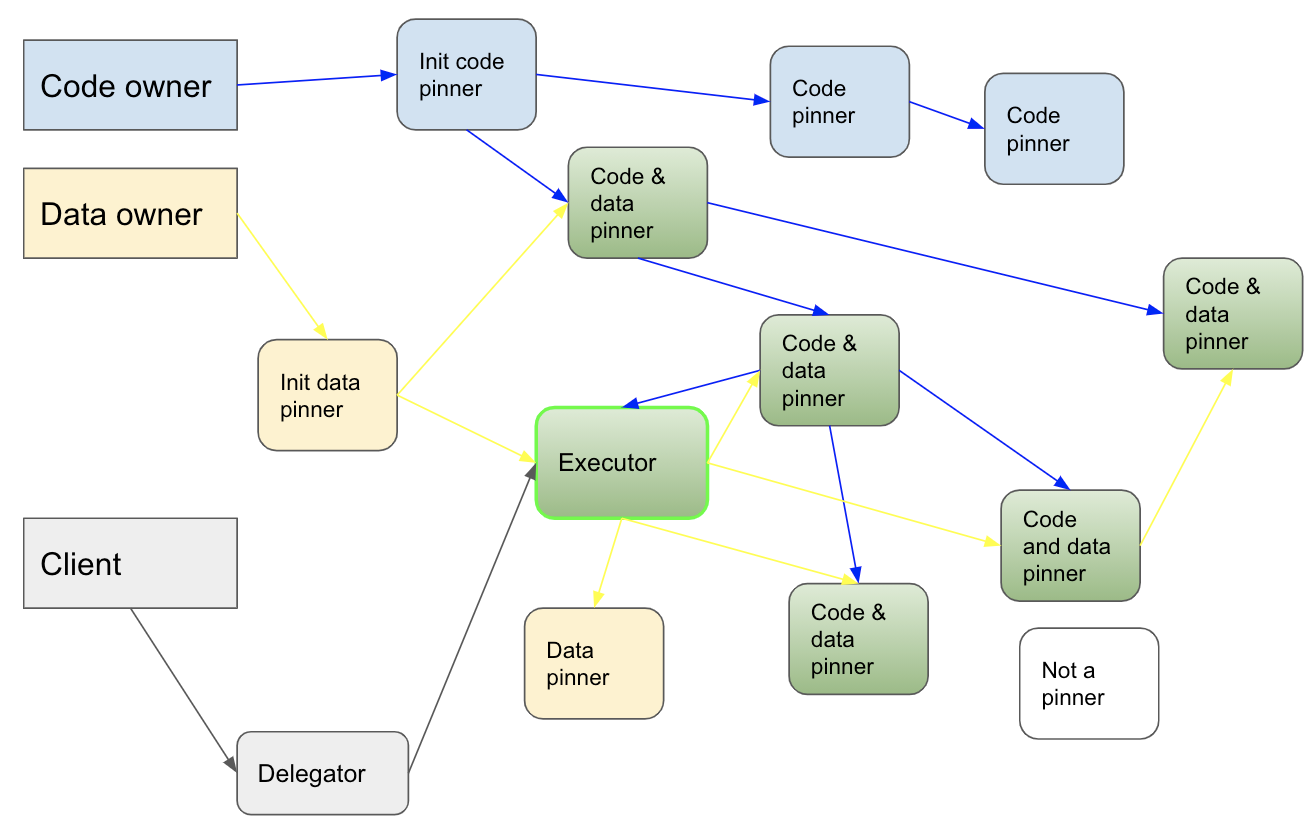 Code owner
Init code
pinner
Code
pinner
Code
pinner
Data owner
Code &
data
pinner
Code &
data
pinner
Init data
pinner
Code &
data
pinner
Executor
Client
Code
and data
pinner
Data
pinner
Code &
data
pinner
Not a
pinner
Delegator